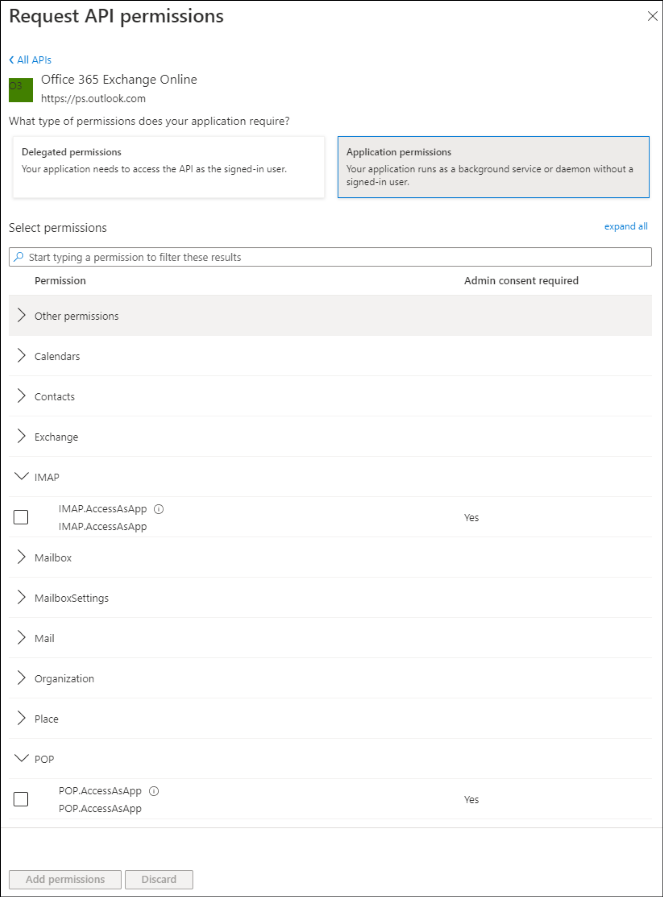 Request API permissions
All APIs
O3
Office 365 Exchange Online
https://ps.outlook.com
What type of permissions does your application require?
Delegated permissions
Your application needs to access the API as the signed-in user.
Application permissions
Your application runs as a background service or daemon without a
signed-in user.
Select permissions
expand all
Start typing a permission to filter these results
Permission
Admin consent required
Other permissions
Calendars
Contacts
Exchange
IMAP
IMAP.AccessAsApp
IMAP.AccessAsApp
Yes
Mailbox
MailboxSettings
Mail
Organization
Place
POP
POP.AccessAsApp
POP.AccessAsApp
Yes
Add permissions
Discard